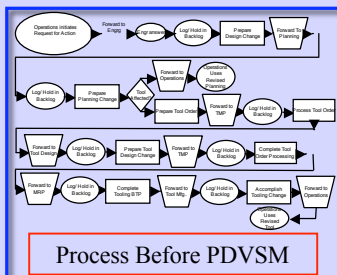 Operations Initiates
Request for Action
Forward to
Engrg
Engr answer
Log/ Hold in
Backlog
Prepare
Design Change
Forward To
Planning
Log/ Hold in
Backlog
Prepare
Planning Change
Tool
Affected?
Forward to
Operations
Operations
Uses
Revised
Planning
Prepare Tool Order
Forward to
TMP
Log/ Hold in
Backlog
Process Tool Order
Forward to
Tool Design
Log/ Hold in
Backlog
Prepare Tool
Design Change
Forward to
TMP
Log/ Hold in
Backlog
Complete Tool
Order Processing
Forward to
MRP
Log/ Hold in
Backlog
Complete
Tooling BTP
Forward to
Tool Mfg.
Log/ Hold in
Backlog
Accomplish
Tooling Change
Forward to
Operations
Operations
Uses
Revised
Tool
Process Before PDVSM